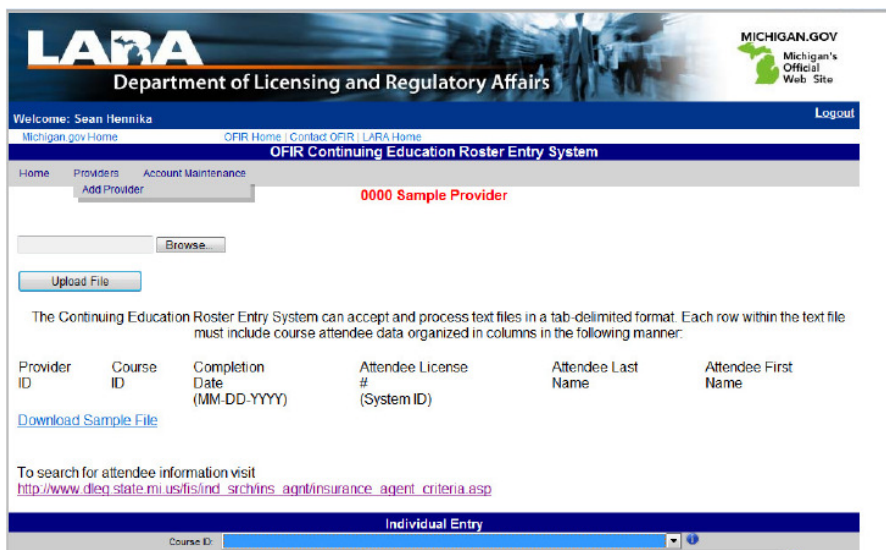 LARA
Department of Licensing and Regulatory Affairs
MICHIGAN.GOV
Michigan's
Official
Web Site
Welcome: Sean Hennika
Logout
Michigan.gov Home
OFIR Home | Contact OFIR | LARA Home
OFIR Continuing Education Roster Entry System
Home Providers Account Maintenance
Add Provider
0000 Sample Provider
Browse...
Upload File
The Continuing Education Roster Entry System can accept and process text files in a tab-delimited format. Each row within the text file
must include course attendee data organized in columns in the following manner:
Provider Course Completion Attendee License Attendee Last Attendee First
ID ID Date # Name Name
(MM-DD-YYYY) (System ID)
Download Sample File
To search for attendee information visit
http://www.dleg.state.mi.us/fis/ind_srch/ins_agnt/insurance_agent_criteria.asp
Individual Entry
Course ID: